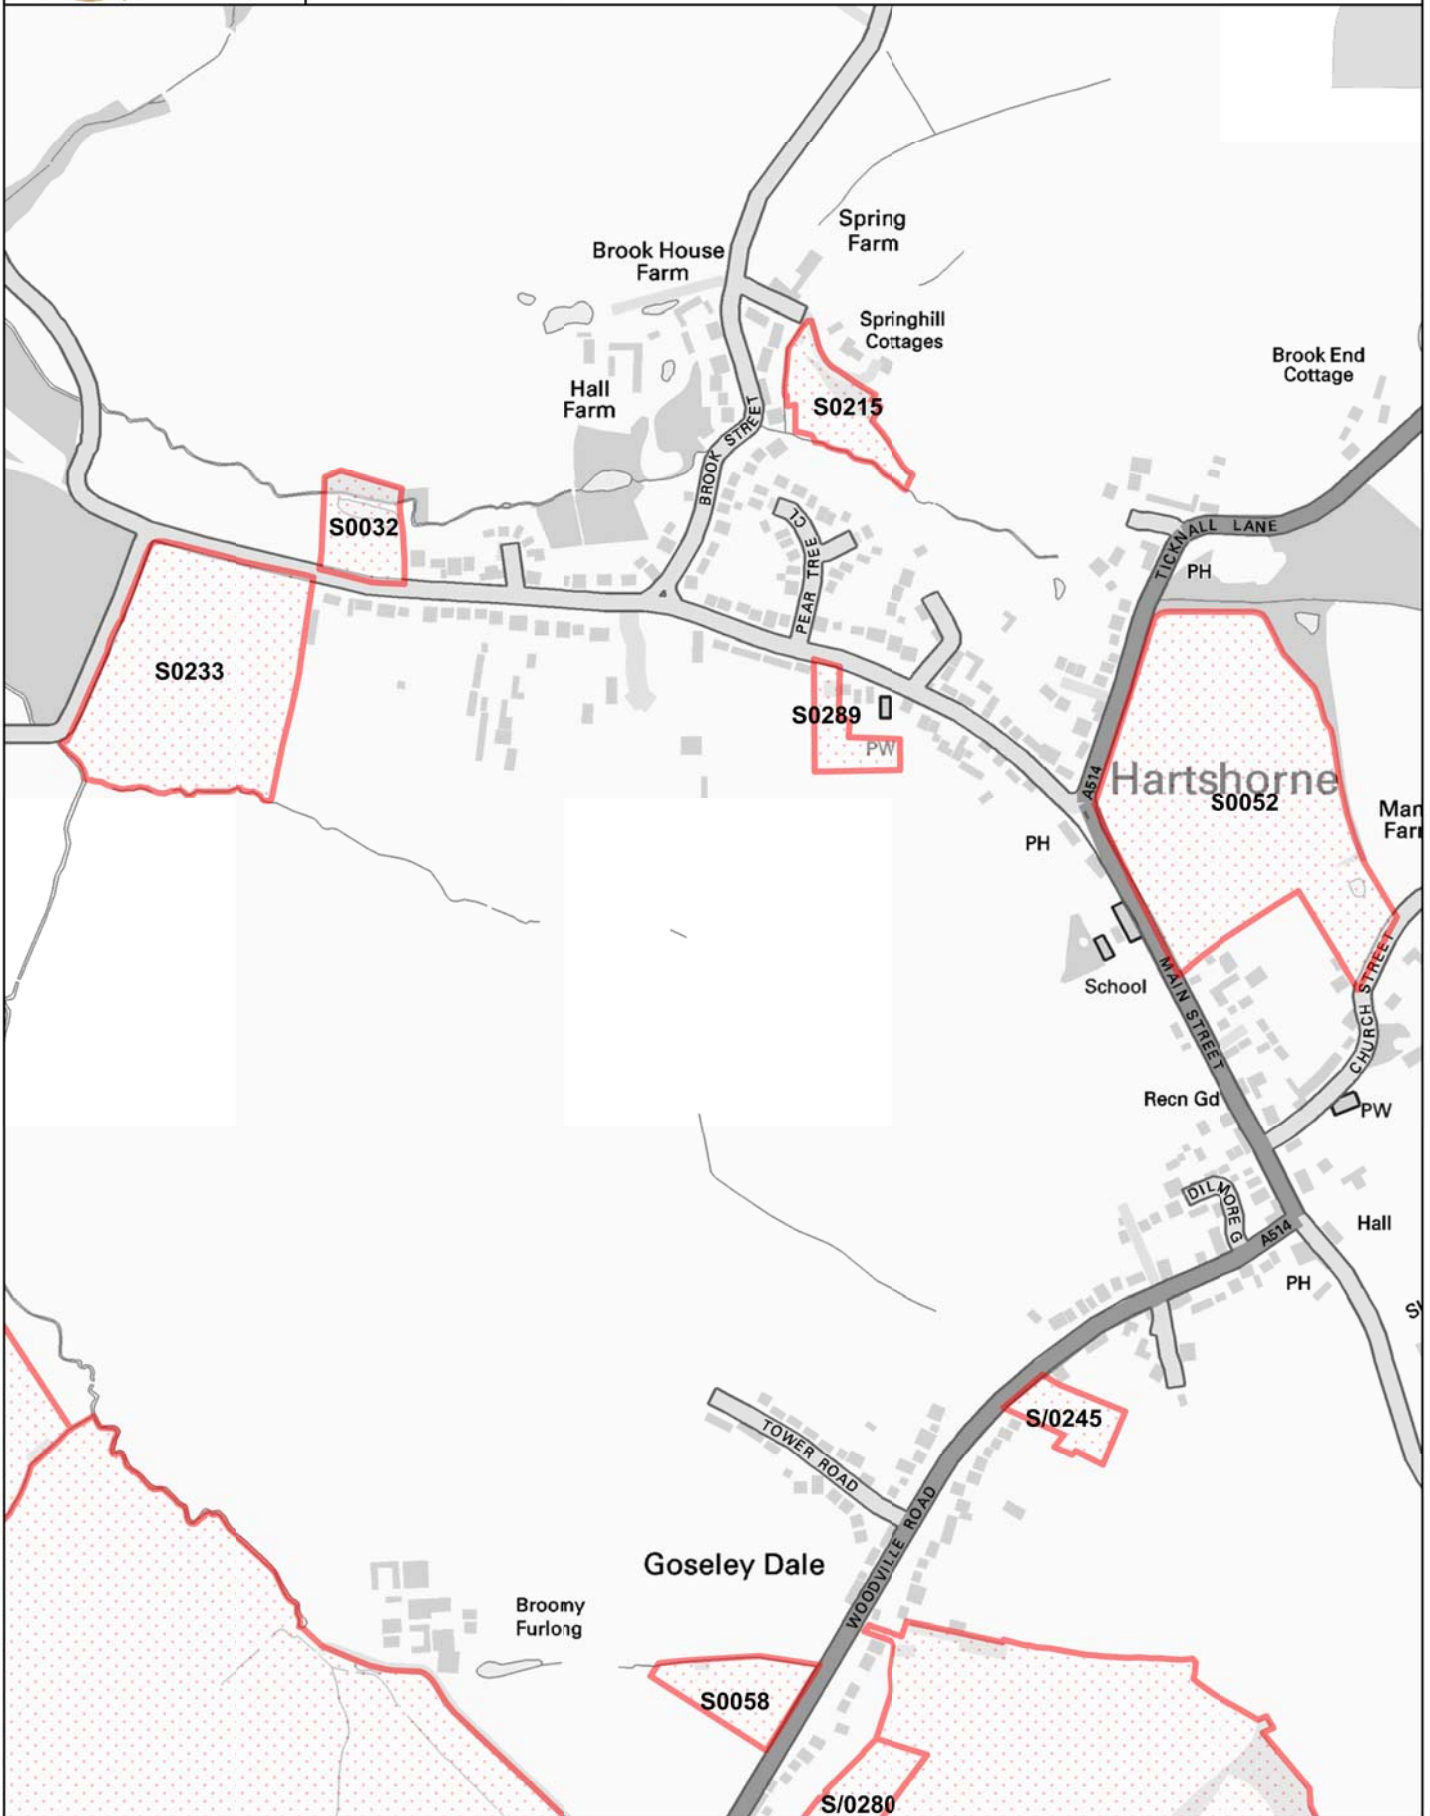 Spring
Farm
Brook House
Farm
Springhill
Cottages
Brook End
Cottage
Hall
Farm
S0215
BROOK STREET
S0032
PEAR TREE CL
TICKNALL LANE
PH
S0233
S0289
PW
A514
Hartshorne
S0052
PH
School
MAIN STREET
CHURCH STREET
Recn Gd
PW
DILMORE G
A514
Hall
PH
S/0245
TOWER ROAD
WOODVILLE ROAD
Goseley Dale
Broomy
Furlong
S0058
S/0280